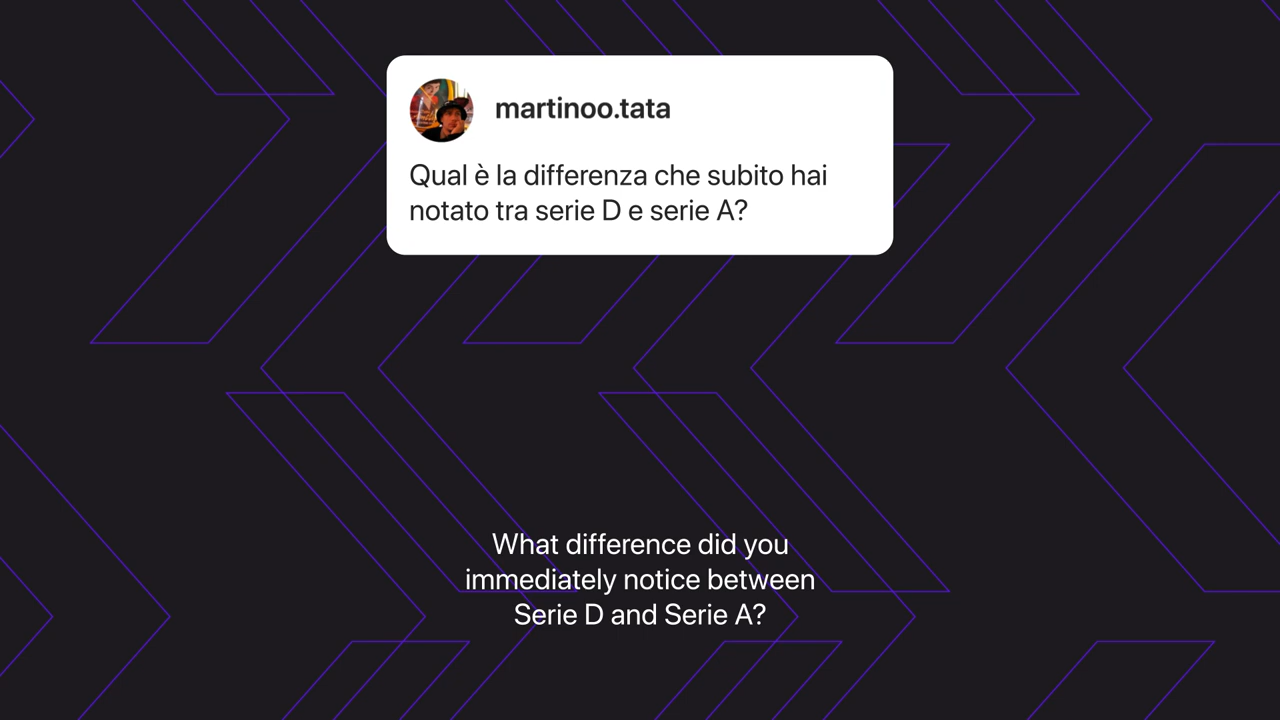 martinoo.tata
Qual è la differenza che subito hai
notato tra serie D e serie A?
What difference did you
immediately notice between
Serie D and Serie A?